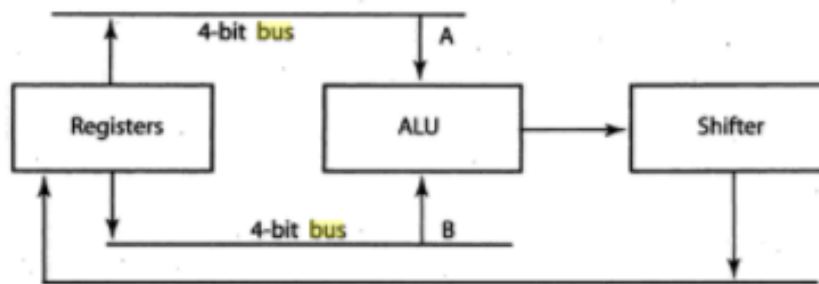 4-bit bus
A
Registers
ALU
Shifter
4-bit bus
B